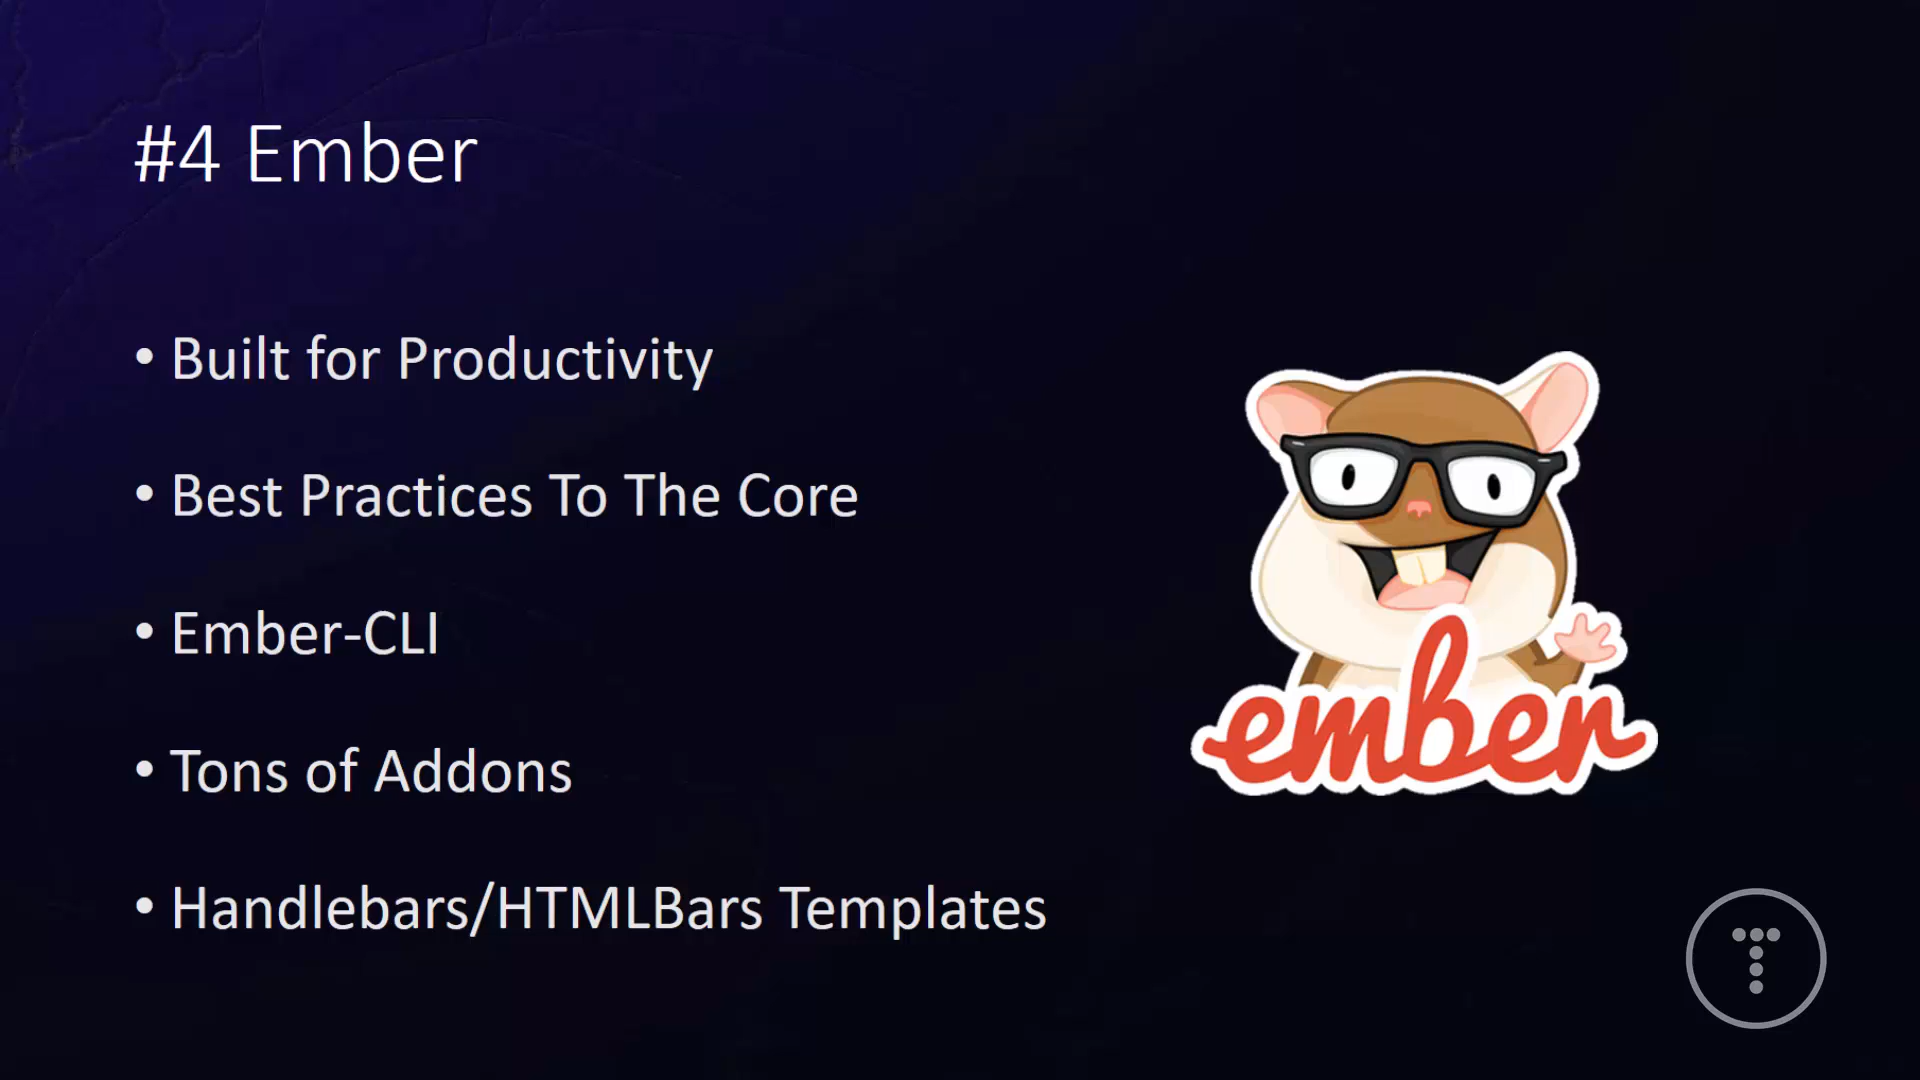 #4 Ember
• Built for Productivity
• Best Practices To The Core
• Ember-CLI
• Tons of Addons
• Handlebars/HTMLBars Templates
ember
T